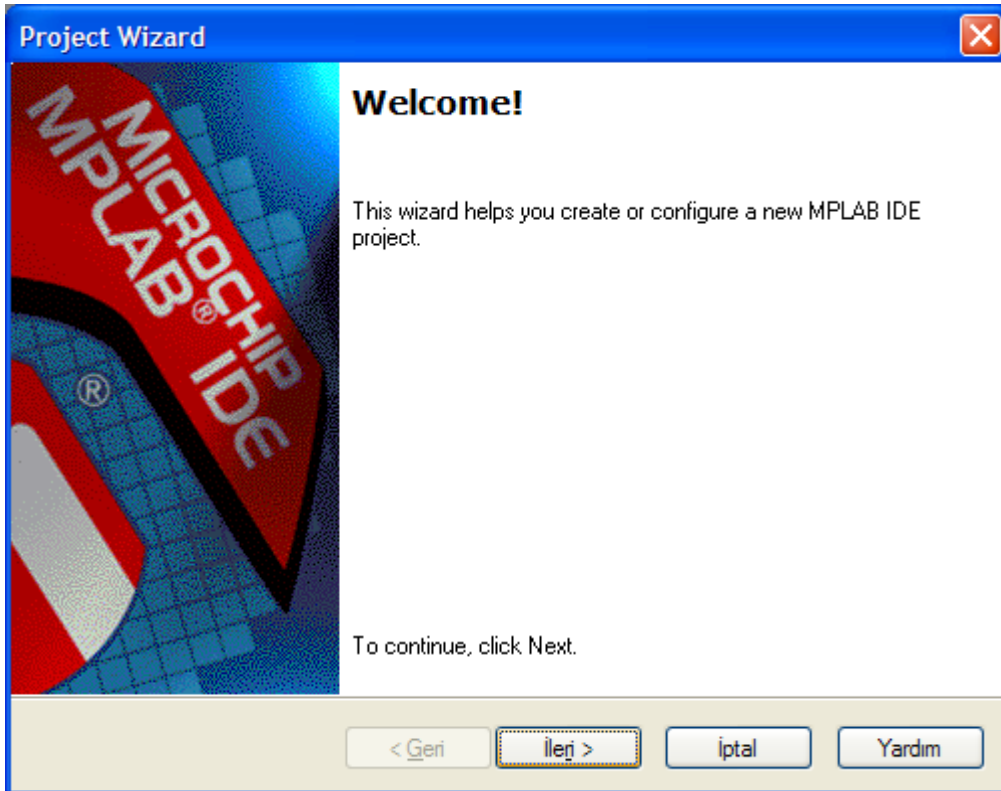 Project Wizard
MICROCHIP
MPLAB® IDE
®
Welcome!
This wizard helps you create or configure a new MPLAB IDE
project.
To continue, click Next.
< Geri
İleri >
İptal
Yardım